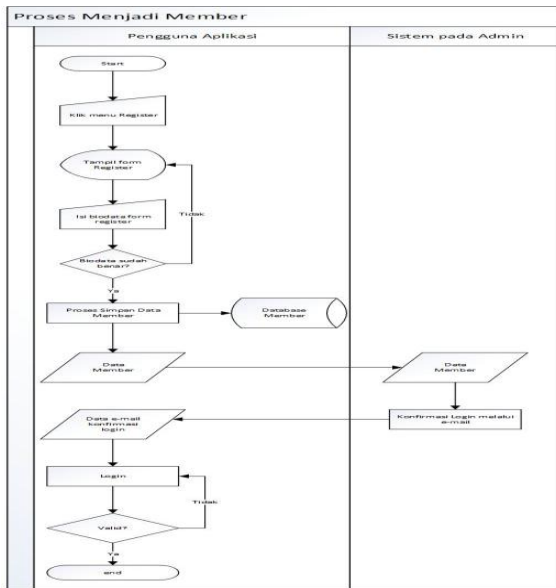 Proses Menjadi Member
Pengguna Aplikasi
Sistem pada Admin
Start
Klik menu Register
Tampil form
Register
Isi biodata form
register
Tidak
Biodata sudah
benar?
Ya
Proses Simpan Data
Member
Database
Member
Data
Member
Data
Member
Konfirmasi Login melalui
e-mail
Data e-mail
konfirmasi
login
Login
Tidak
Valid?
Ya
end